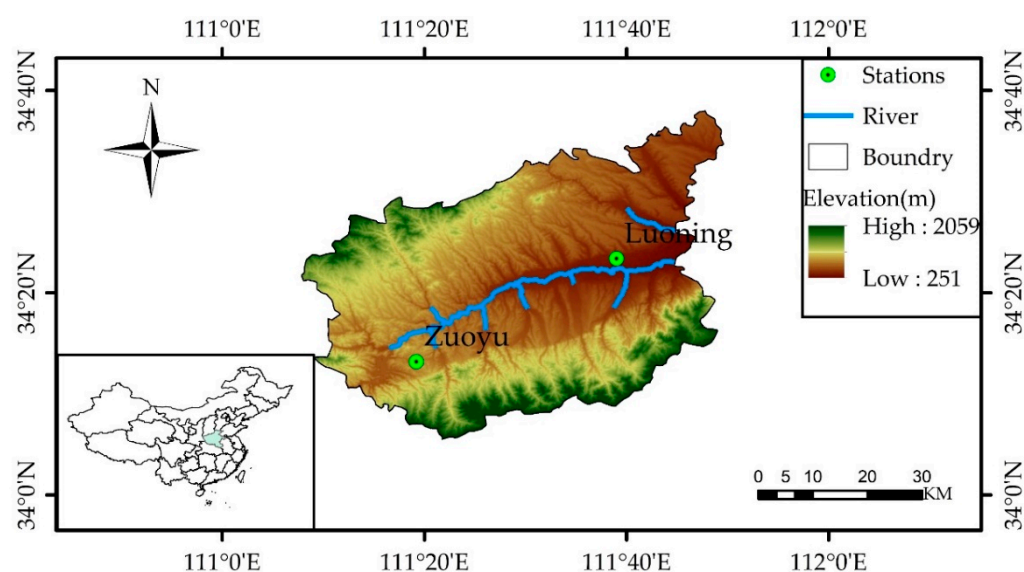 111°0'E 111°20'E 111°40'E 112°0'E
34°40'N
34°40'N
N
Stations
River
Boundry
Elevation(m)
High : 2059
Low : 251
Luoning
34°20'N
34°20'N
Zuoyu
0 5 10 20 30
KM
34°0'N
34°0'N
111°0'E 111°20'E 111°40'E 112°0'E